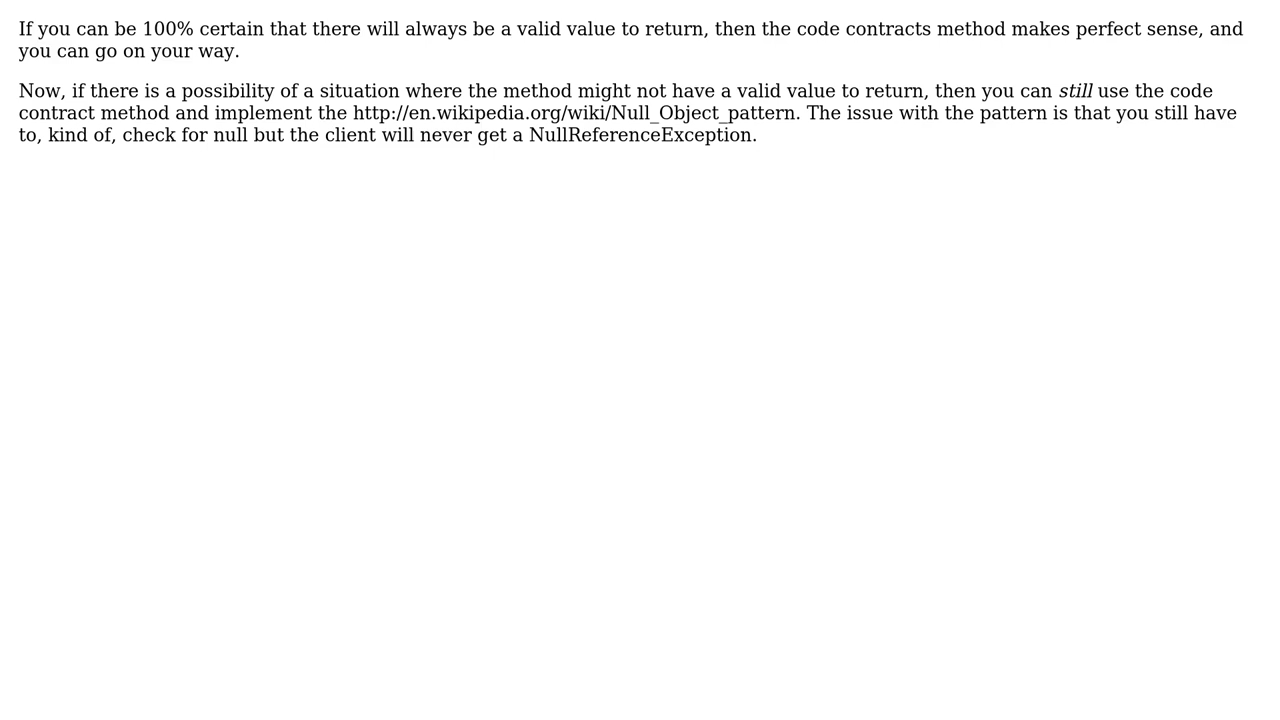 If you can be 100% certain that there will always be a valid value to return, then the code contracts method makes perfect sense, and
you can go on your way.
Now, if there is a possibility of a situation where the method might not have a valid value to return, then you can still use the code
contract method and implement the http://en.wikipedia.org/wiki/Null_Object_pattern. The issue with the pattern is that you still have
to, kind of, check for null but the client will never get a NullReferenceException.